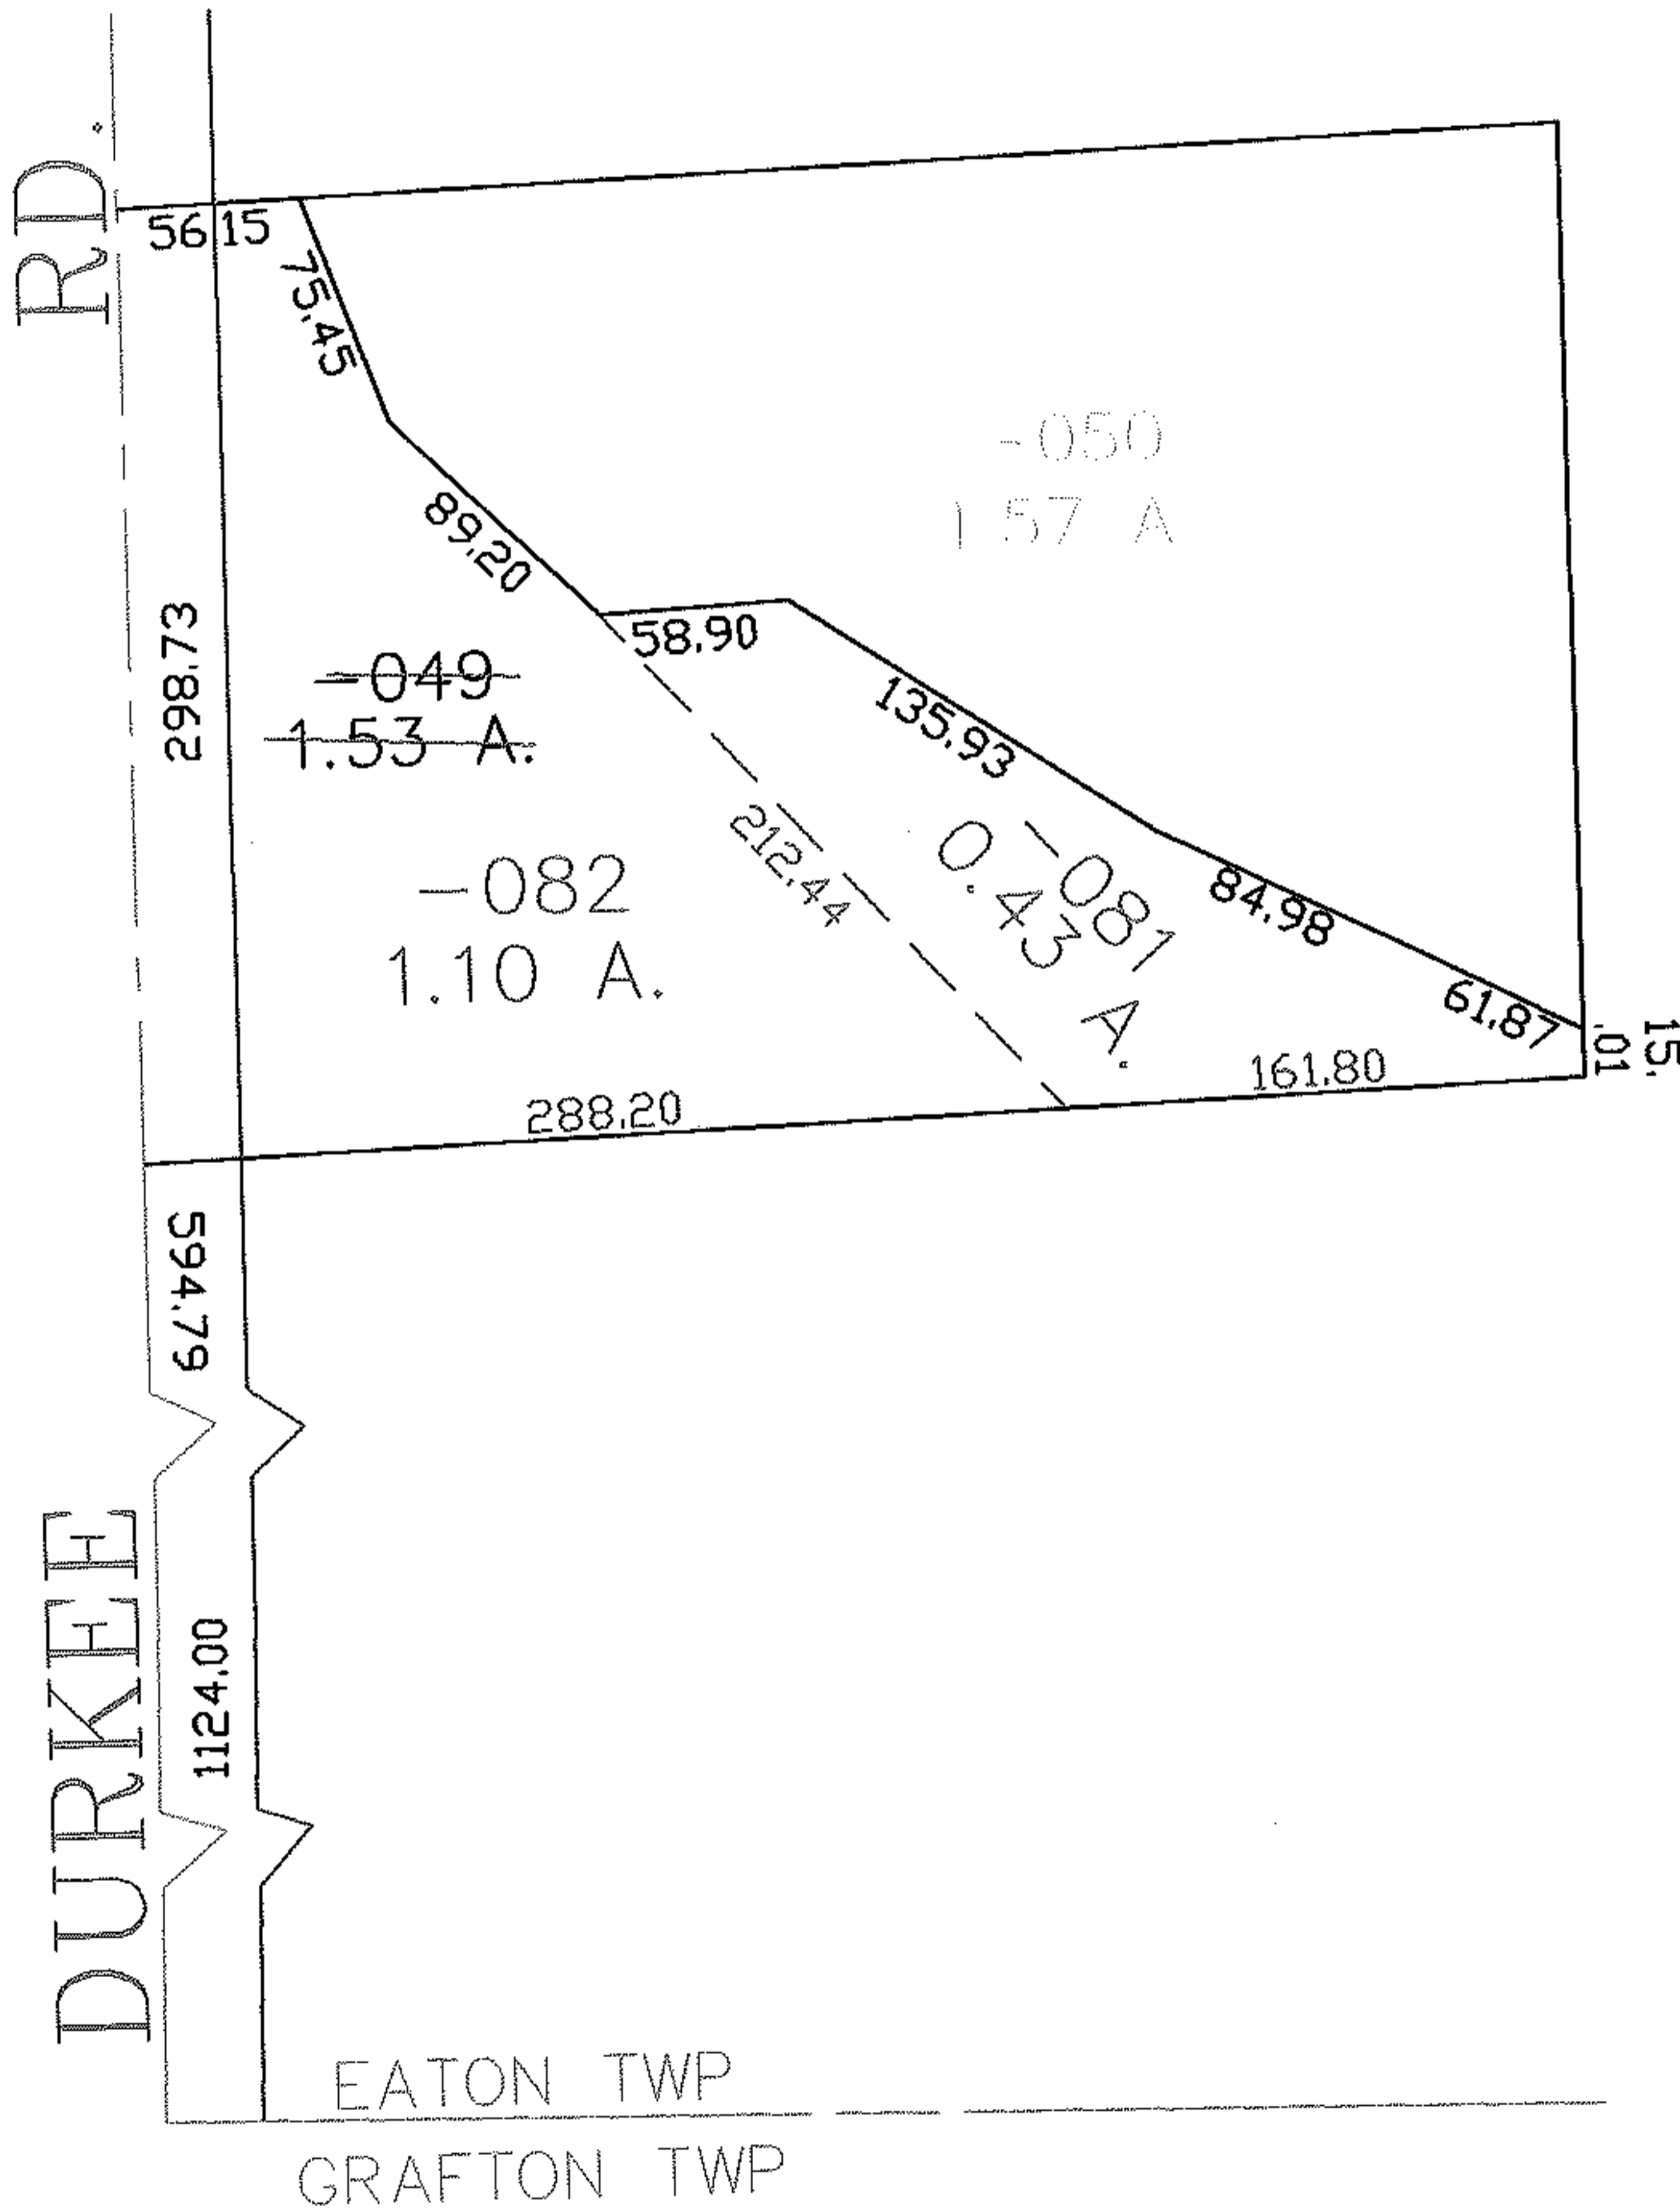 RD.
56 15
75.45
-050
1.57 A
89.20
58.90
298.73
-049
1.53 A.
135.93
212.44
-081
0.43 A.
84.98
-082
1.10 A.
61.87
15.
01
161.80
288.20
594.79
DURKEE
1124.00
EATON TWP
GRAFTON TWP